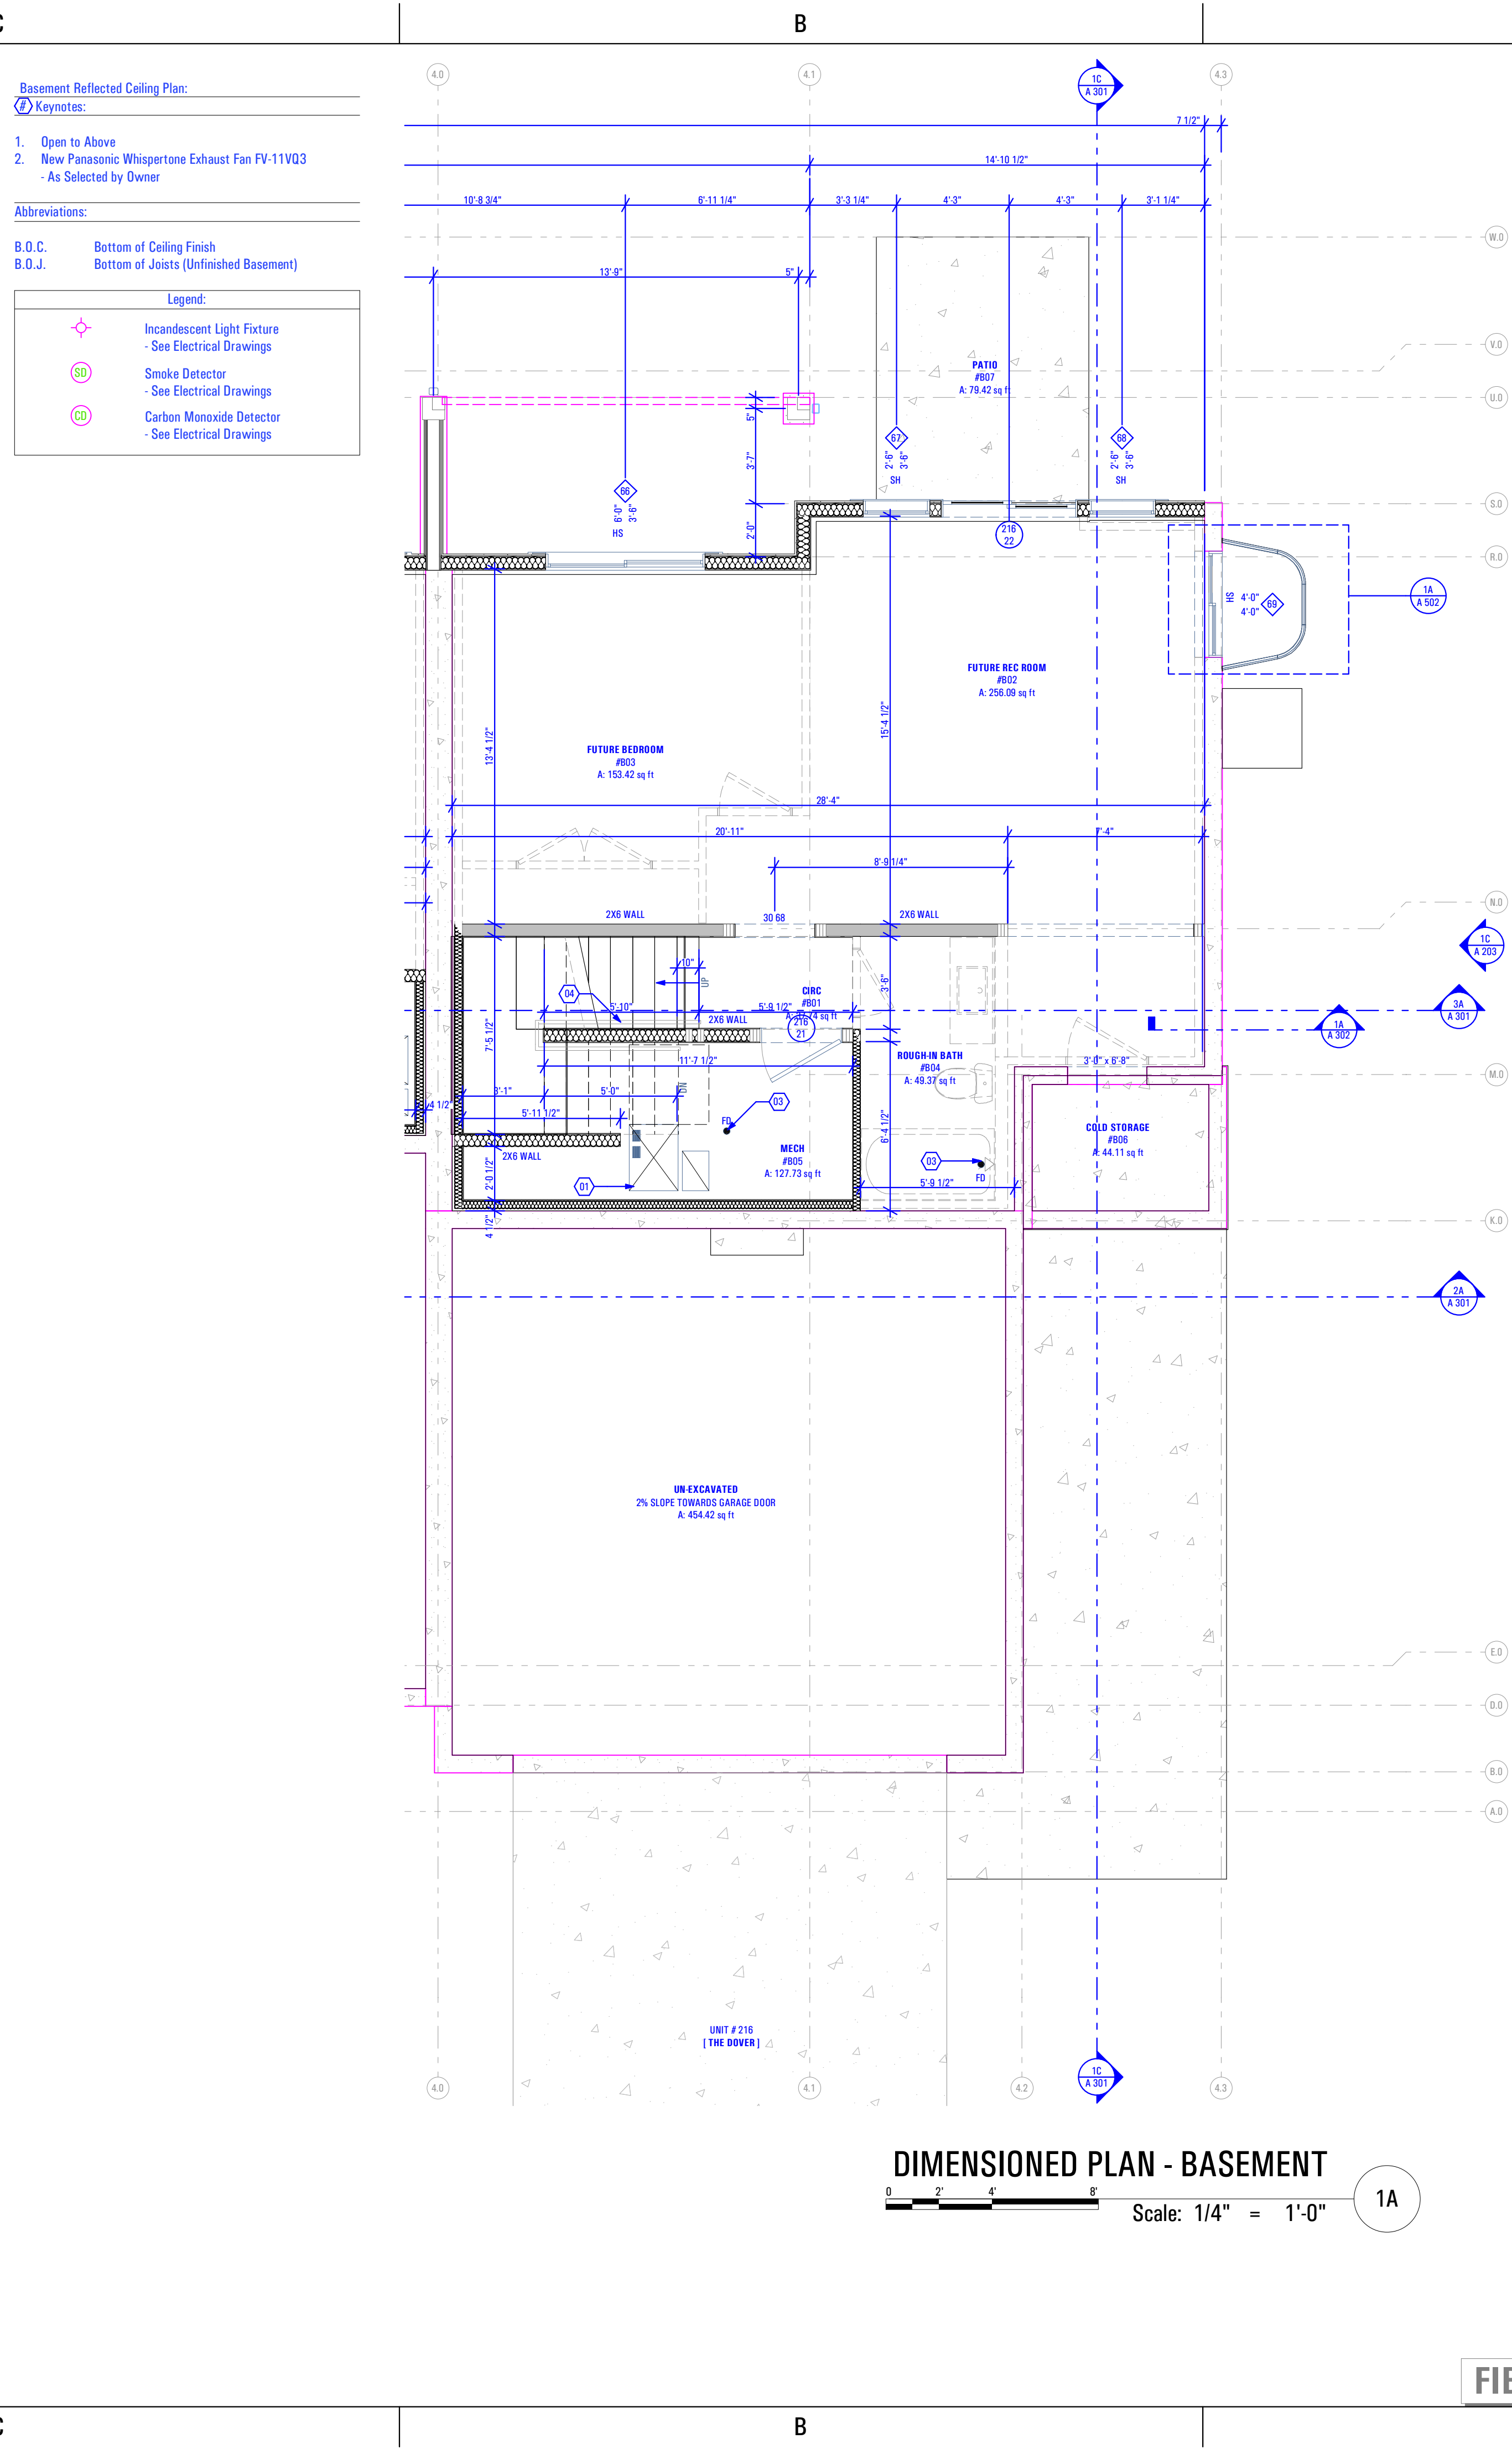 C
B
Basement Reflected Ceiling Plan:
# Keynotes:
1. Open to Above
2. New Panasonic Whispertone Exhaust Fan FV-11VQ3
- As Selected by Owner
Abbreviations:
B.O.C. Bottom of Ceiling Finish
B.O.J. Bottom of Joists (Unfinished Basement)
Legend:
Incandescent Light Fixture
- See Electrical Drawings
SD Smoke Detector
- See Electrical Drawings
CD Carbon Monoxide Detector
- See Electrical Drawings
4.0
4.1
1C
A 301
4.3
7 1/2"
14'-10 1/2"
10'-8 3/4"
6'-11 1/4"
3'-3 1/4"
4'-3"
4'-3"
3'-1 1/4"
W.0
13'-9"
5"
V.0
PATIO
#B07
A: 79.42 sq ft
U.0
5"
3'-7"
2'-0"
67
2'-6"
3'-6"
SH
68
2'-6"
3'-6"
SH
66
6'-0"
3'-6"
HS
S.0
216
22
R.0
HS
4'-0"
4'-0"
69
1A
A 502
FUTURE REC ROOM
#B02
A: 256.09 sq ft
13'-4 1/2"
15'-4 1/2"
FUTURE BEDROOM
#B03
A: 153.42 sq ft
28'-4"
20'-11"
7'-4"
8'-9 1/4"
N.0
2X6 WALL
30 68
2X6 WALL
1C
A 203
10"
UP
04
CIRC
#B01
5'-10"
5'-9 1/2"
3'-6"
2X6 WALL
216
21
3A
A 301
1A
A 302
7'-5 1/2"
11'-7 1/2"
ROUGH-IN BATH
#B04
A: 49.37 sq ft
3'-0" x 6'-8"
M.0
3'-1"
5'-0"
DN
4 1/2"
5'-11 1/2"
03
FD
6'-4 1/2"
COLD STORAGE
#B06
A: 44.11 sq ft
2X6 WALL
MECH
#B05
A: 127.73 sq ft
03
FD
2'-0 1/2"
01
5'-9 1/2"
4 1/2"
K.0
2A
A 301
UN-EXCAVATED
2% SLOPE TOWARDS GARAGE DOOR
A: 454.42 sq ft
E.0
D.0
B.0
A.0
UNIT # 216
[ THE DOVER ]
4.0
4.1
4.2
1C
A 301
4.3
DIMENSIONED PLAN - BASEMENT
0 2' 4' 8'
Scale: 1/4" = 1'-0"
1A
C
B